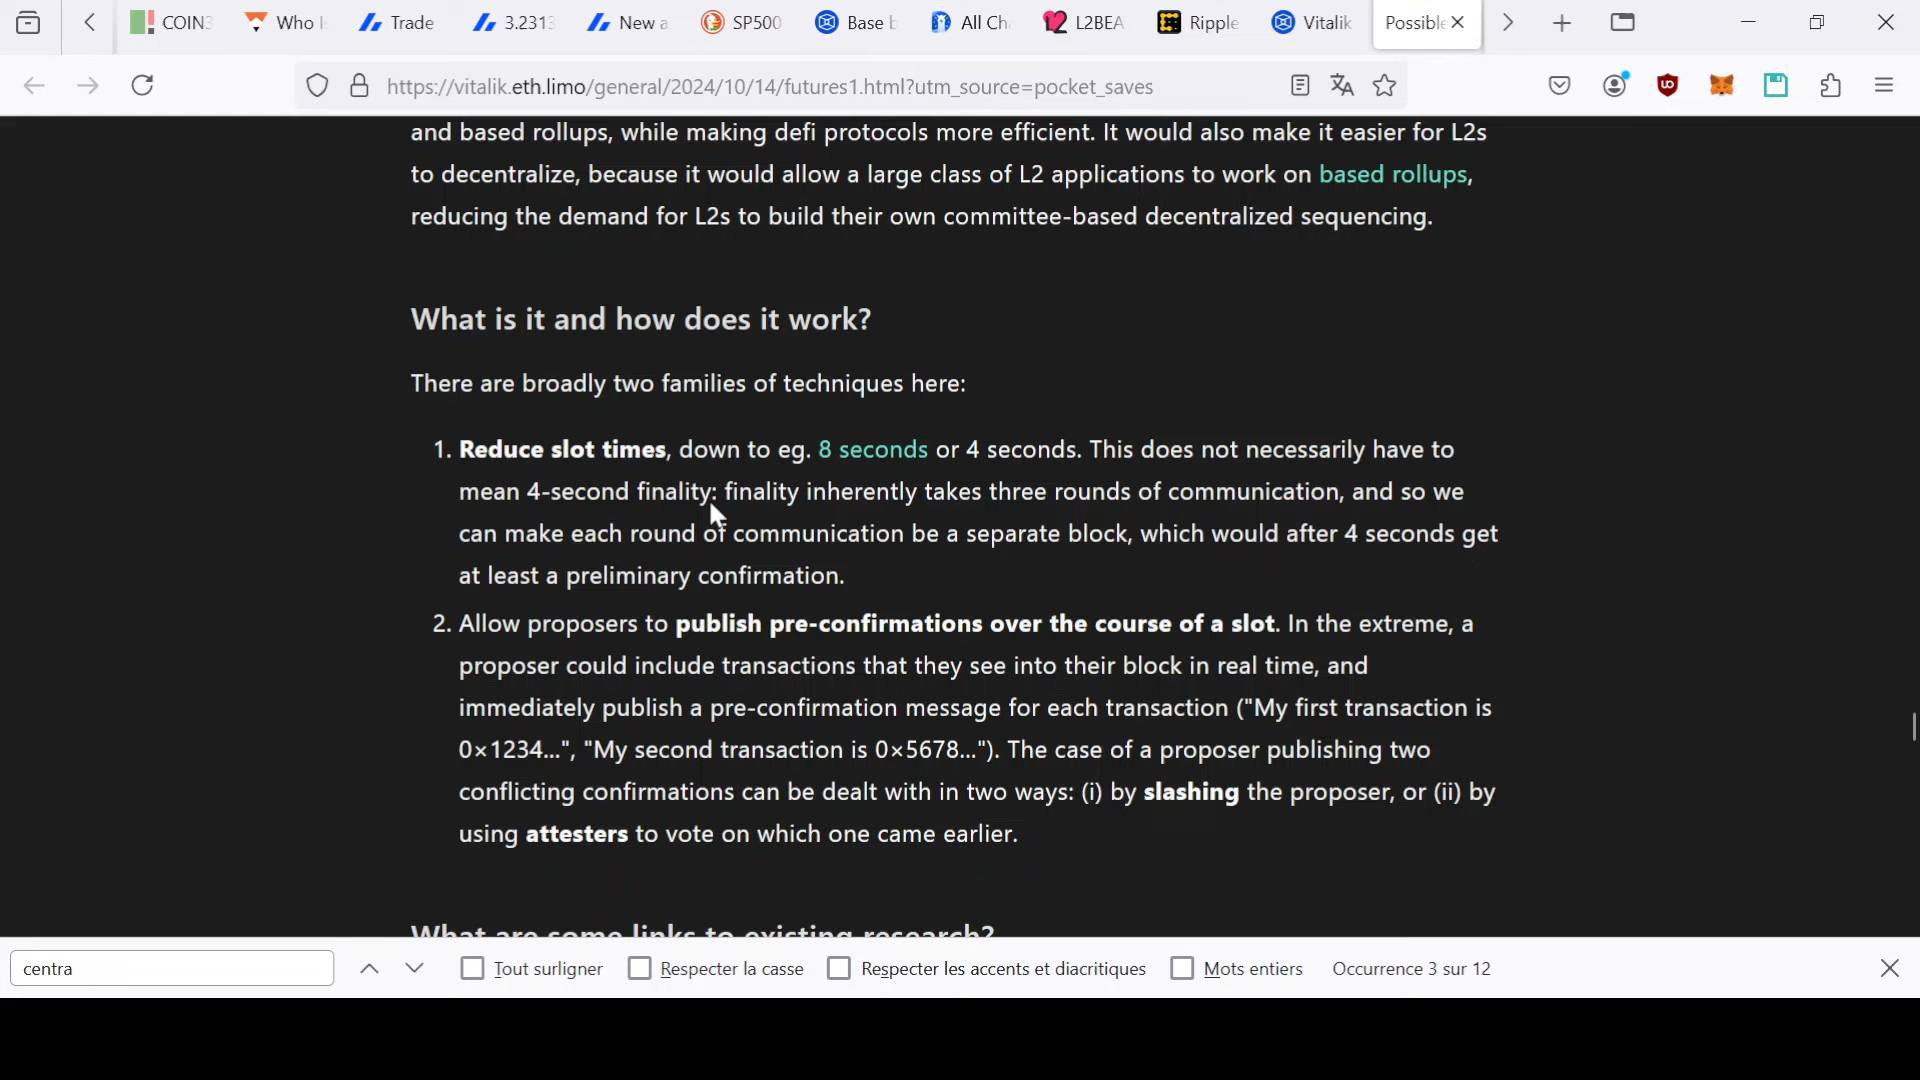 COIN3
Who I
Trade
3.2313
New a
SP500
Base b
All Cha
L2BEA
Ripple
Vitalik
Possible
https://vitalik.eth.limo/general/2024/10/14/futures1.html?utm_source=pocket_saves
and based rollups, while making defi protocols more efficient. It would also make it easier for L2s
to decentralize, because it would allow a large class of L2 applications to work on based rollups,
reducing the demand for L2s to build their own committee-based decentralized sequencing.
What is it and how does it work?
There are broadly two families of techniques here:
1. Reduce slot times, down to eg. 8 seconds or 4 seconds. This does not necessarily have to
mean 4-second finality: finality inherently takes three rounds of communication, and so we
can make each round of communication be a separate block, which would after 4 seconds get
at least a preliminary confirmation.
2. Allow proposers to publish pre-confirmations over the course of a slot. In the extreme, a
proposer could include transactions that they see into their block in real time, and
immediately publish a pre-confirmation message for each transaction ("My first transaction is
0×1234...", "My second transaction is 0×5678..."). The case of a proposer publishing two
conflicting confirmations can be dealt with in two ways: (i) by slashing the proposer, or (ii) by
using attesters to vote on which one came earlier.
What are some links to existing research?
centra
Tout surligner
Respecter la casse
Respecter les accents et diacritiques
Mots entiers
Occurrence 3 sur 12